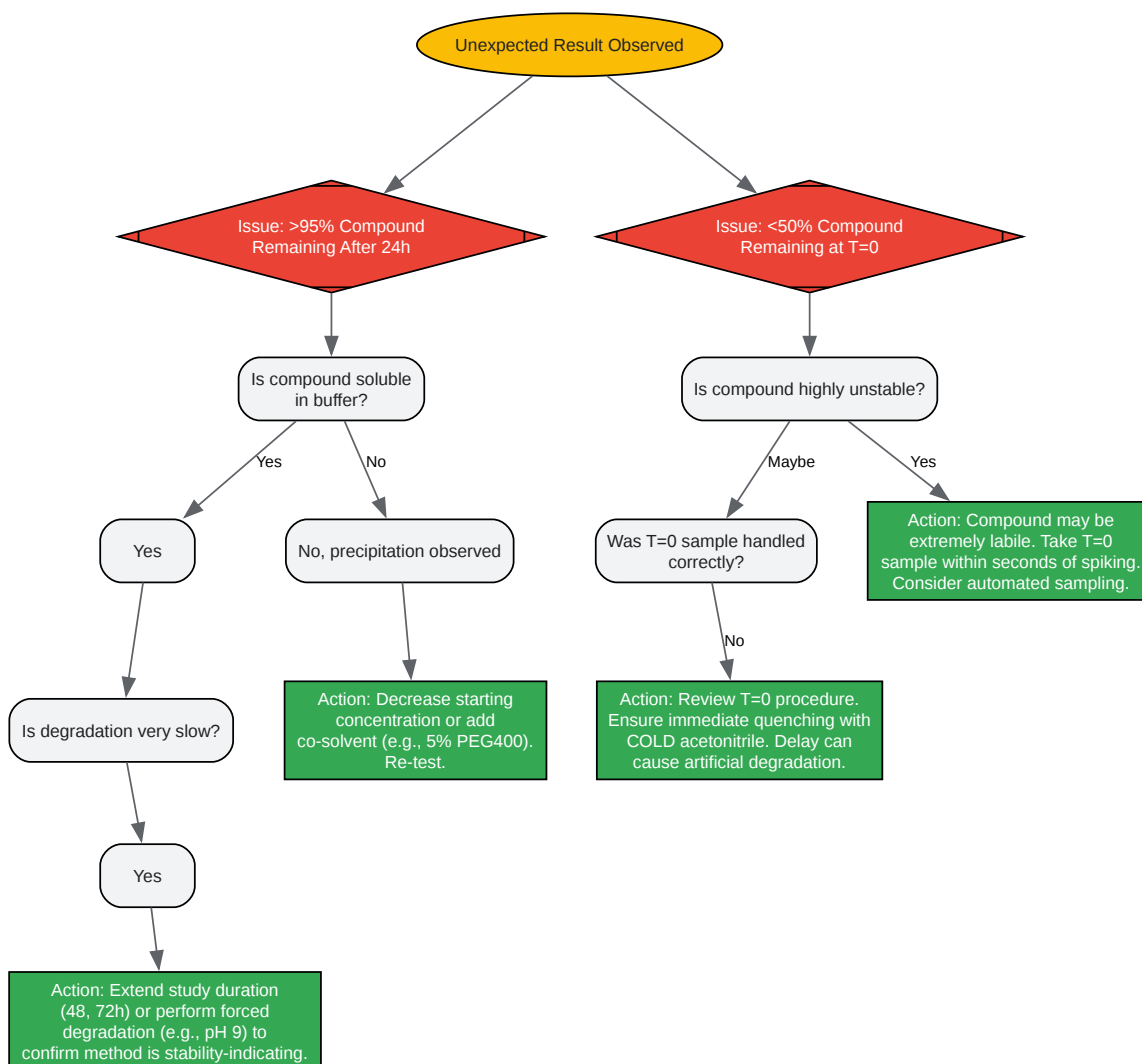 Unexpected Result Observed
Issue: >95% Compound
Remaining After 24h
Issue: <50% Compound
Remaining at T=0
Is compound soluble
in buffer?
Is compound highly unstable?
Yes
No
Maybe
Yes
Yes
No, precipitation observed
Was T=0 sample handled
correctly?
Action: Compound may be
extremely labile. Take T=0
sample within seconds of spiking.
Consider automated sampling.
No
Is degradation very slow?
Action: Decrease starting
concentration or add
co-solvent (e.g., 5% PEG400).
Re-test.
Action: Review T=0 procedure.
Ensure immediate quenching with
COLD acetonitrile. Delay can
cause artificial degradation.
Yes
Action: Extend study duration
(48, 72h) or perform forced
degradation (e.g., pH 9) to
confirm method is stability-indicating.